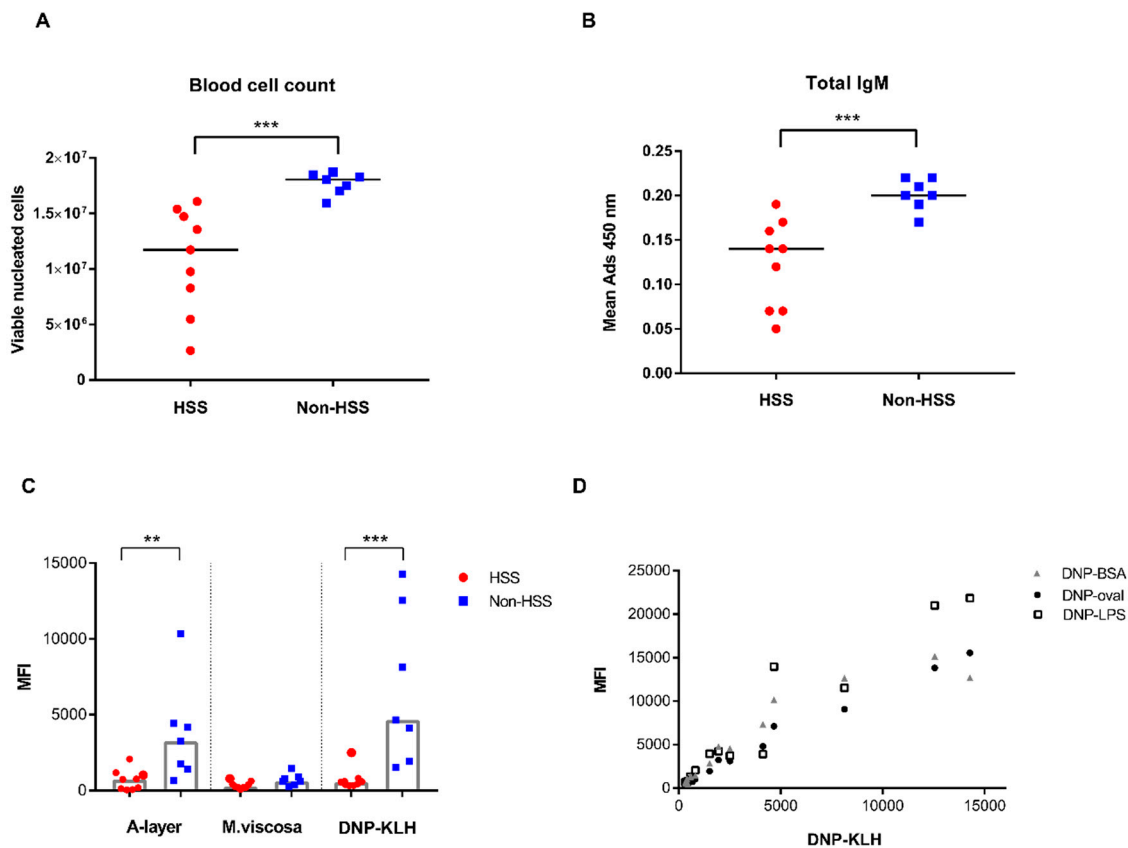 A
Blood cell count
***
2×10⁷
1.5×10⁷
1×10⁷
5×10⁶
0
Viable nucleated cells
HSS
Non-HSS
B
Total IgM
***
0.25
0.20
0.15
0.10
0.05
0.00
Mean Ads 450 nm
HSS
Non-HSS
C
**
***
15000
10000
5000
0
MFI
A-layer
M.viscosa
DNP-KLH
HSS
Non-HSS
D
MFI
25000
20000
15000
10000
5000
0
0
5000
10000
15000
DNP-KLH
DNP-BSA
DNP-oval
DNP-LPS